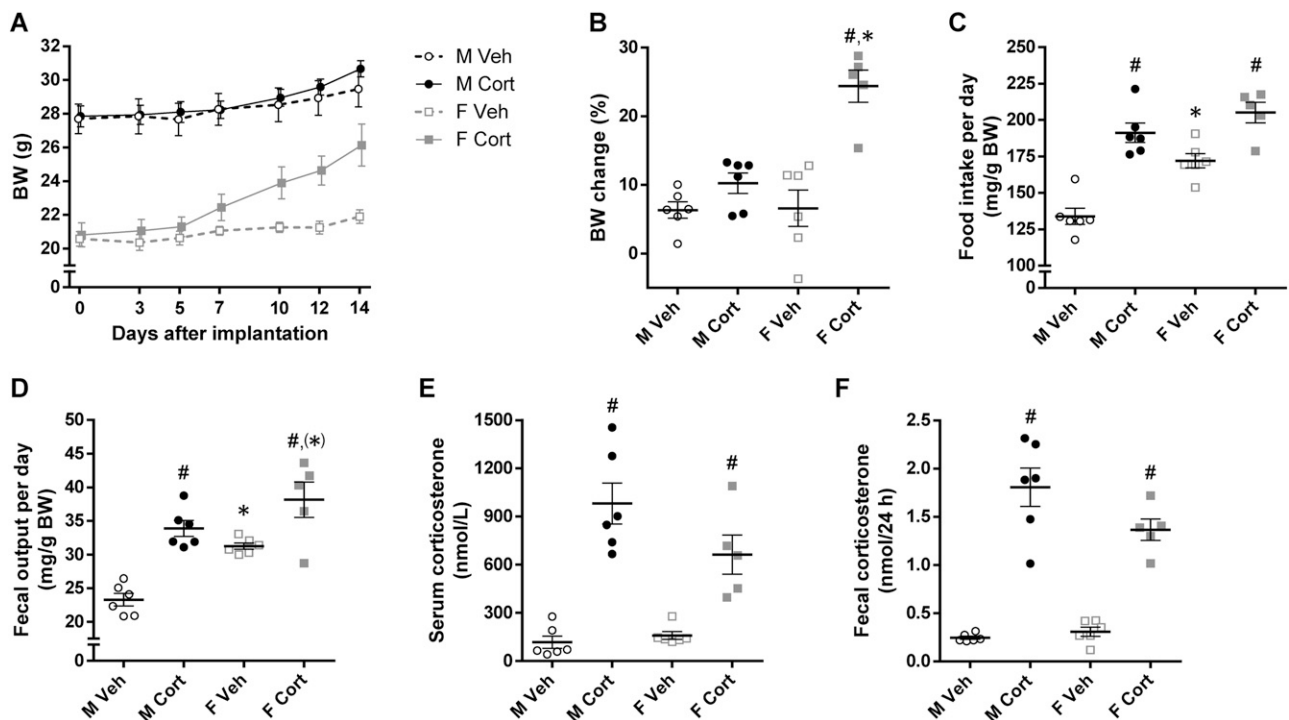 A
BW (g)
32
30
28
26
24
22
20
0
0 3 5 7 10 12 14
Days after implantation
M Veh
M Cort
F Veh
F Cort
B
BW change (%)
30
20
10
0
#,*
M Veh M Cort F Veh F Cort
C
Food intake per day
(mg/g BW)
250
225
200
175
150
125
100
0
# * #
M Veh M Cort F Veh F Cort
D
Fecal output per day
(mg/g BW)
50
45
40
35
30
25
20
0
# * #,(*)
M Veh M Cort F Veh F Cort
E
Serum corticosterone
(nmol/L)
1500
1200
900
600
300
0
# #
M Veh M Cort F Veh F Cort
F
Fecal corticosterone
(nmol/24 h)
2.5
2.0
1.5
1.0
0.5
0.0
# #
M Veh M Cort F Veh F Cort